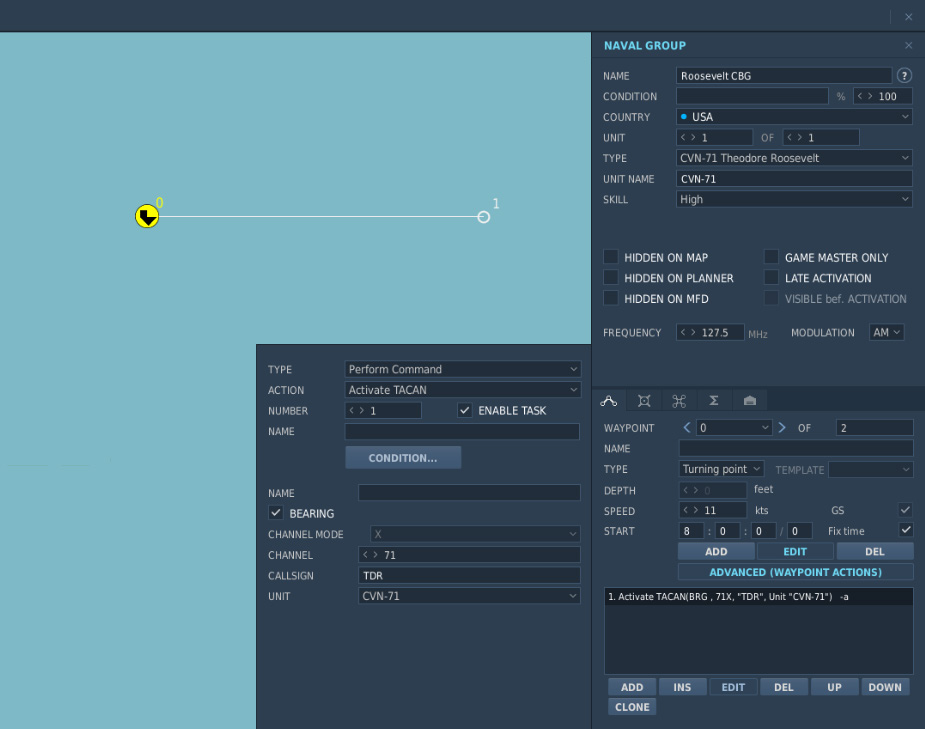 ×
NAVAL GROUP ×
NAME Roosevelt CBG ?
CONDITION % < > 100
COUNTRY USA
UNIT < > 1 OF < > 1
TYPE CVN-71 Theodore Roosevelt
UNIT NAME CVN-71
SKILL High
0
1
HIDDEN ON MAP GAME MASTER ONLY
HIDDEN ON PLANNER LATE ACTIVATION
HIDDEN ON MFD VISIBLE bef. ACTIVATION
FREQUENCY < > 127.5 MHz MODULATION AM
TYPE Perform Command
ACTION Activate TACAN
NUMBER < > 1 ENABLE TASK
NAME
CONDITION...
NAME
BEARING
CHANNEL MODE X
CHANNEL < > 71
CALLSIGN TDR
UNIT CVN-71
Σ
WAYPOINT < 0 > OF 2
NAME
TYPE Turning point TEMPLATE
DEPTH < > 0 feet
SPEED < > 11 kts GS
START 8 : 0 : 0 / 0 Fix time
ADD EDIT DEL
ADVANCED (WAYPOINT ACTIONS)
1. Activate TACAN(BRG , 71X, "TDR", Unit "CVN-71") -a
ADD INS EDIT DEL UP DOWN
CLONE